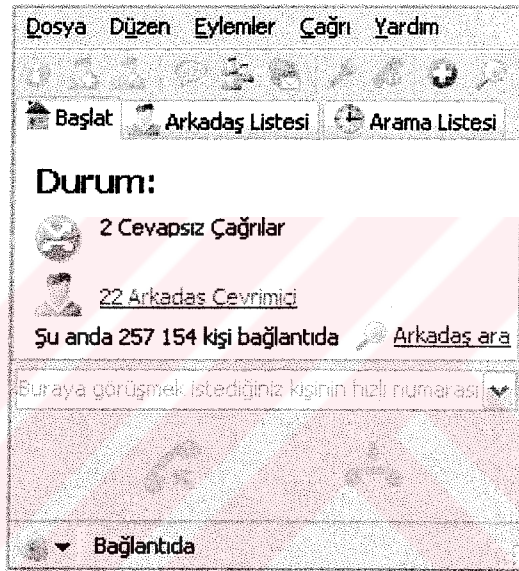 Dosya Düzen Eylemler Çağrı Yardım
Başlat Arkadaş Listesi Arama Listesi
Durum:
2 Cevapsız Çağrılar
22 Arkadaş Çevrimiçi
Şu anda 257 154 kişi bağlantıda Arkadaş ara
Buraya görüşmek istediğiniz kişinin hızlı numarası
Bağlantıda